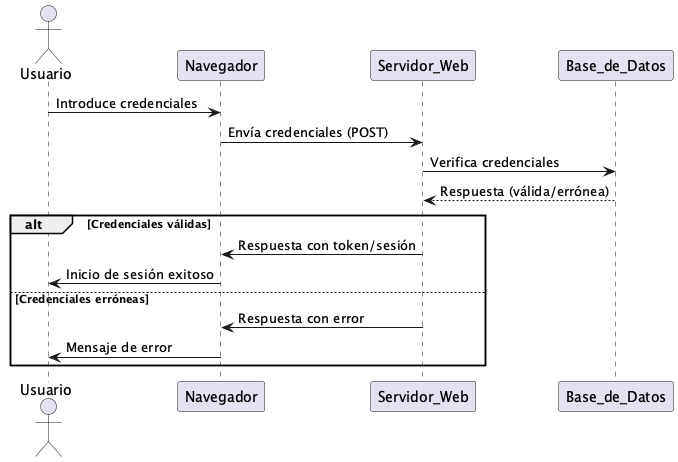 Usuario
Navegador
Servidor_Web
Base_de_Datos
Introduce credenciales
Envía credenciales (POST)
Verifica credenciales
Respuesta (válida/errónea)
alt
[Credenciales válidas]
Respuesta con token/sesión
Inicio de sesión exitoso
[Credenciales erróneas]
Respuesta con error
Mensaje de error
Usuario
Navegador
Servidor_Web
Base_de_Datos